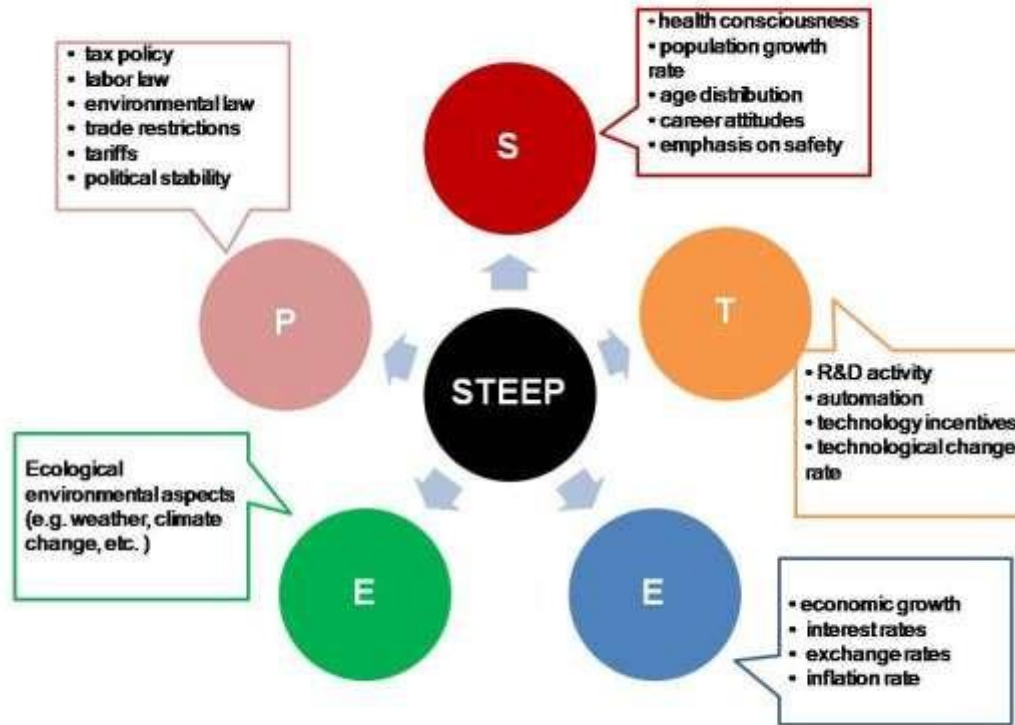 • health consciousness
• population growth
rate
• age distribution
• career attitudes
• emphasis on safety
• tax policy
• labor law
• environmental law
• trade restrictions
• tariffs
• political stability
S
P
T
STEEP
• R&D activity
• automation
• technology incentives
• technological change
rate
Ecological
environmental aspects
(e.g. weather, climate
change, etc. )
E
E
• economic growth
• interest rates
• exchange rates
• inflation rate